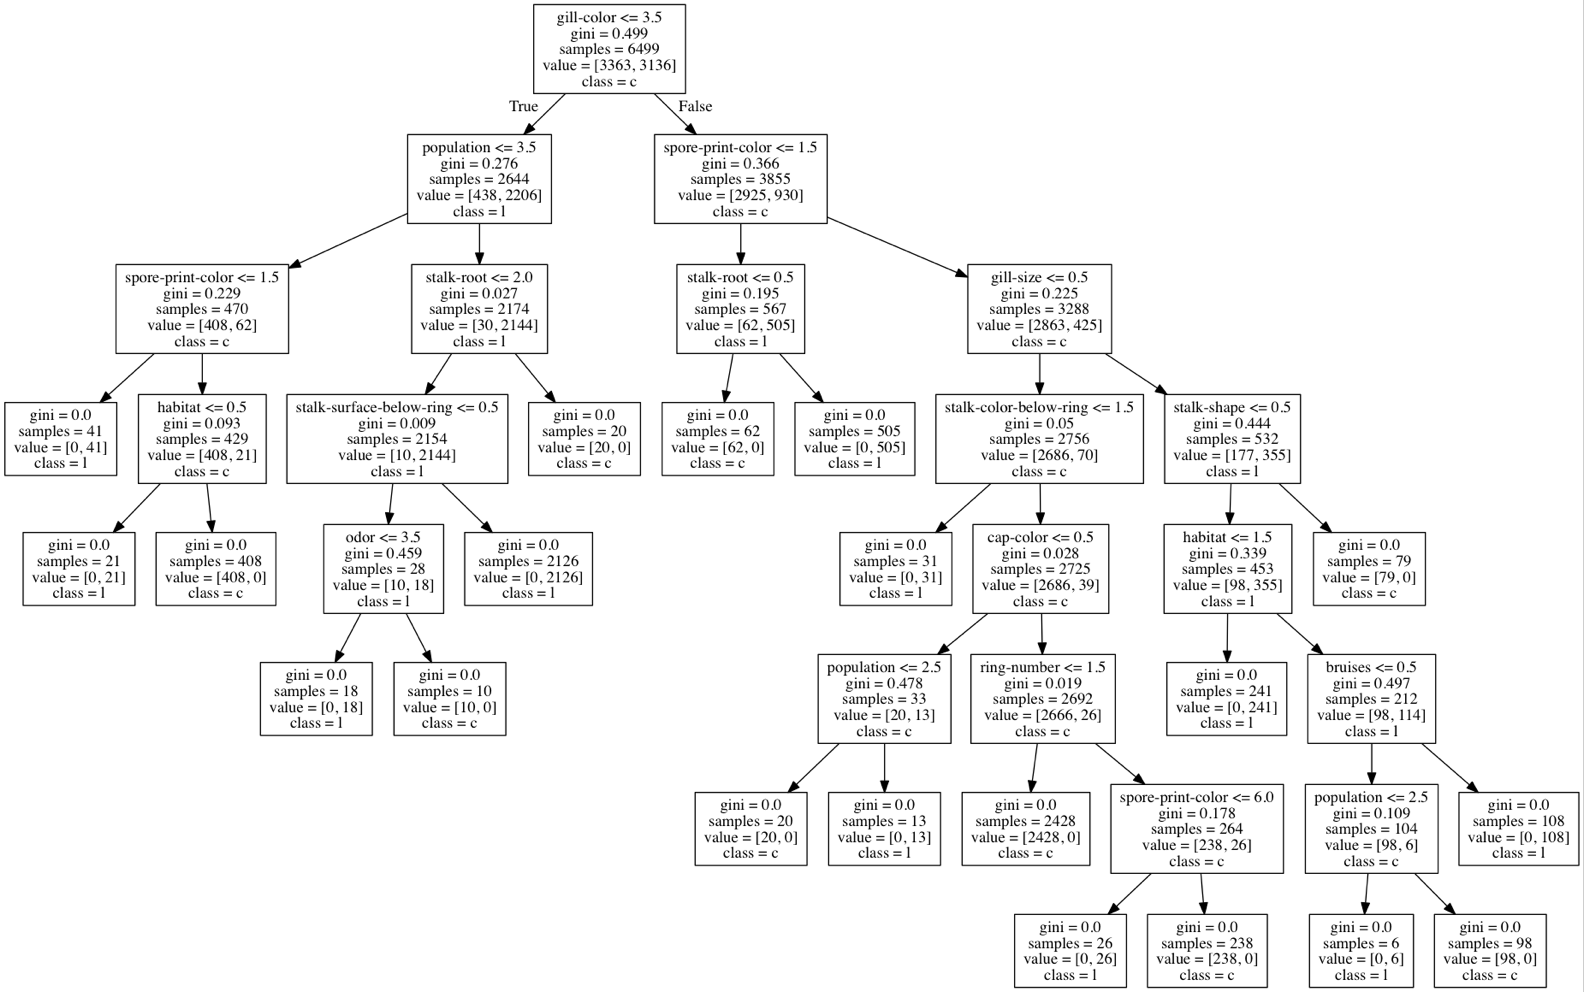 gill-color <= 3.5
gini = 0.499
samples = 6499
value = [3363, 3136]
class = c
True
False
population <= 3.5
gini = 0.276
samples = 2644
value = [438, 2206]
class = l
spore-print-color <= 1.5
gini = 0.366
samples = 3855
value = [2925, 930]
class = c
spore-print-color <= 1.5
gini = 0.229
samples = 470
value = [408, 62]
class = c
stalk-root <= 2.0
gini = 0.027
samples = 2174
value = [30, 2144]
class = l
stalk-root <= 0.5
gini = 0.195
samples = 567
value = [62, 505]
class = l
gill-size <= 0.5
gini = 0.225
samples = 3288
value = [2863, 425]
class = c
gini = 0.0
samples = 41
value = [0, 41]
class = l
habitat <= 0.5
gini = 0.093
samples = 429
value = [408, 21]
class = c
stalk-surface-below-ring <= 0.5
gini = 0.009
samples = 2154
value = [10, 2144]
class = l
gini = 0.0
samples = 20
value = [20, 0]
class = c
gini = 0.0
samples = 62
value = [62, 0]
class = c
gini = 0.0
samples = 505
value = [0, 505]
class = l
stalk-color-below-ring <= 1.5
gini = 0.05
samples = 2756
value = [2686, 70]
class = c
stalk-shape <= 0.5
gini = 0.444
samples = 532
value = [177, 355]
class = l
gini = 0.0
samples = 21
value = [0, 21]
class = l
gini = 0.0
samples = 408
value = [408, 0]
class = c
odor <= 3.5
gini = 0.459
samples = 28
value = [10, 18]
class = l
gini = 0.0
samples = 2126
value = [0, 2126]
class = l
gini = 0.0
samples = 31
value = [0, 31]
class = l
cap-color <= 0.5
gini = 0.028
samples = 2725
value = [2686, 39]
class = c
habitat <= 1.5
gini = 0.339
samples = 453
value = [98, 355]
class = l
gini = 0.0
samples = 79
value = [79, 0]
class = c
gini = 0.0
samples = 18
value = [0, 18]
class = l
gini = 0.0
samples = 10
value = [10, 0]
class = c
population <= 2.5
gini = 0.478
samples = 33
value = [20, 13]
class = c
ring-number <= 1.5
gini = 0.019
samples = 2692
value = [2666, 26]
class = c
gini = 0.0
samples = 241
value = [0, 241]
class = l
bruises <= 0.5
gini = 0.497
samples = 212
value = [98, 114]
class = l
gini = 0.0
samples = 20
value = [20, 0]
class = c
gini = 0.0
samples = 13
value = [0, 13]
class = l
gini = 0.0
samples = 2428
value = [2428, 0]
class = c
spore-print-color <= 6.0
gini = 0.178
samples = 264
value = [238, 26]
class = c
population <= 2.5
gini = 0.109
samples = 104
value = [98, 6]
class = c
gini = 0.0
samples = 108
value = [0, 108]
class = l
gini = 0.0
samples = 26
value = [0, 26]
class = l
gini = 0.0
samples = 238
value = [238, 0]
class = c
gini = 0.0
samples = 6
value = [0, 6]
class = l
gini = 0.0
samples = 98
value = [98, 0]
class = c